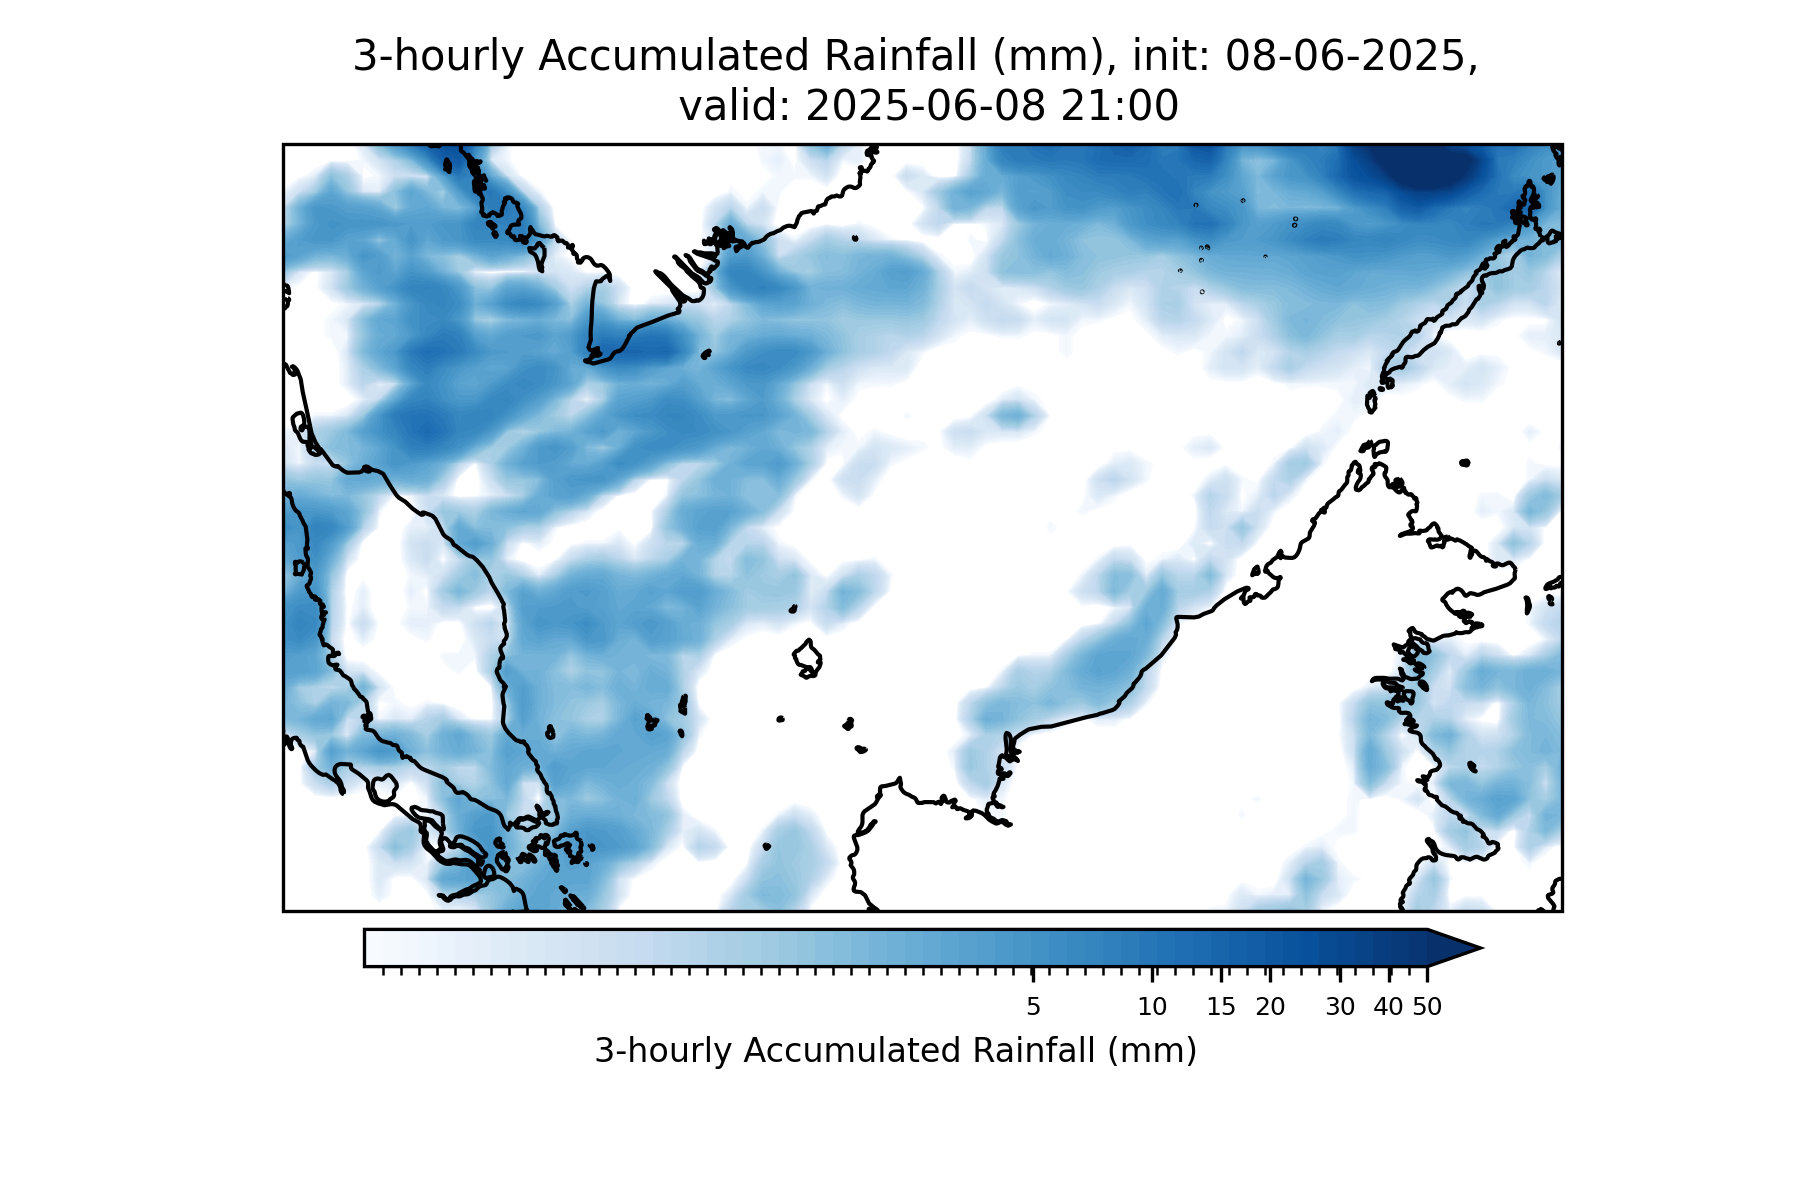 3-hourly Accumulated Rainfall (mm), init: 08-06-2025,
valid: 2025-06-08 21:00
5 10 15 20 30 40 50
3-hourly Accumulated Rainfall (mm)